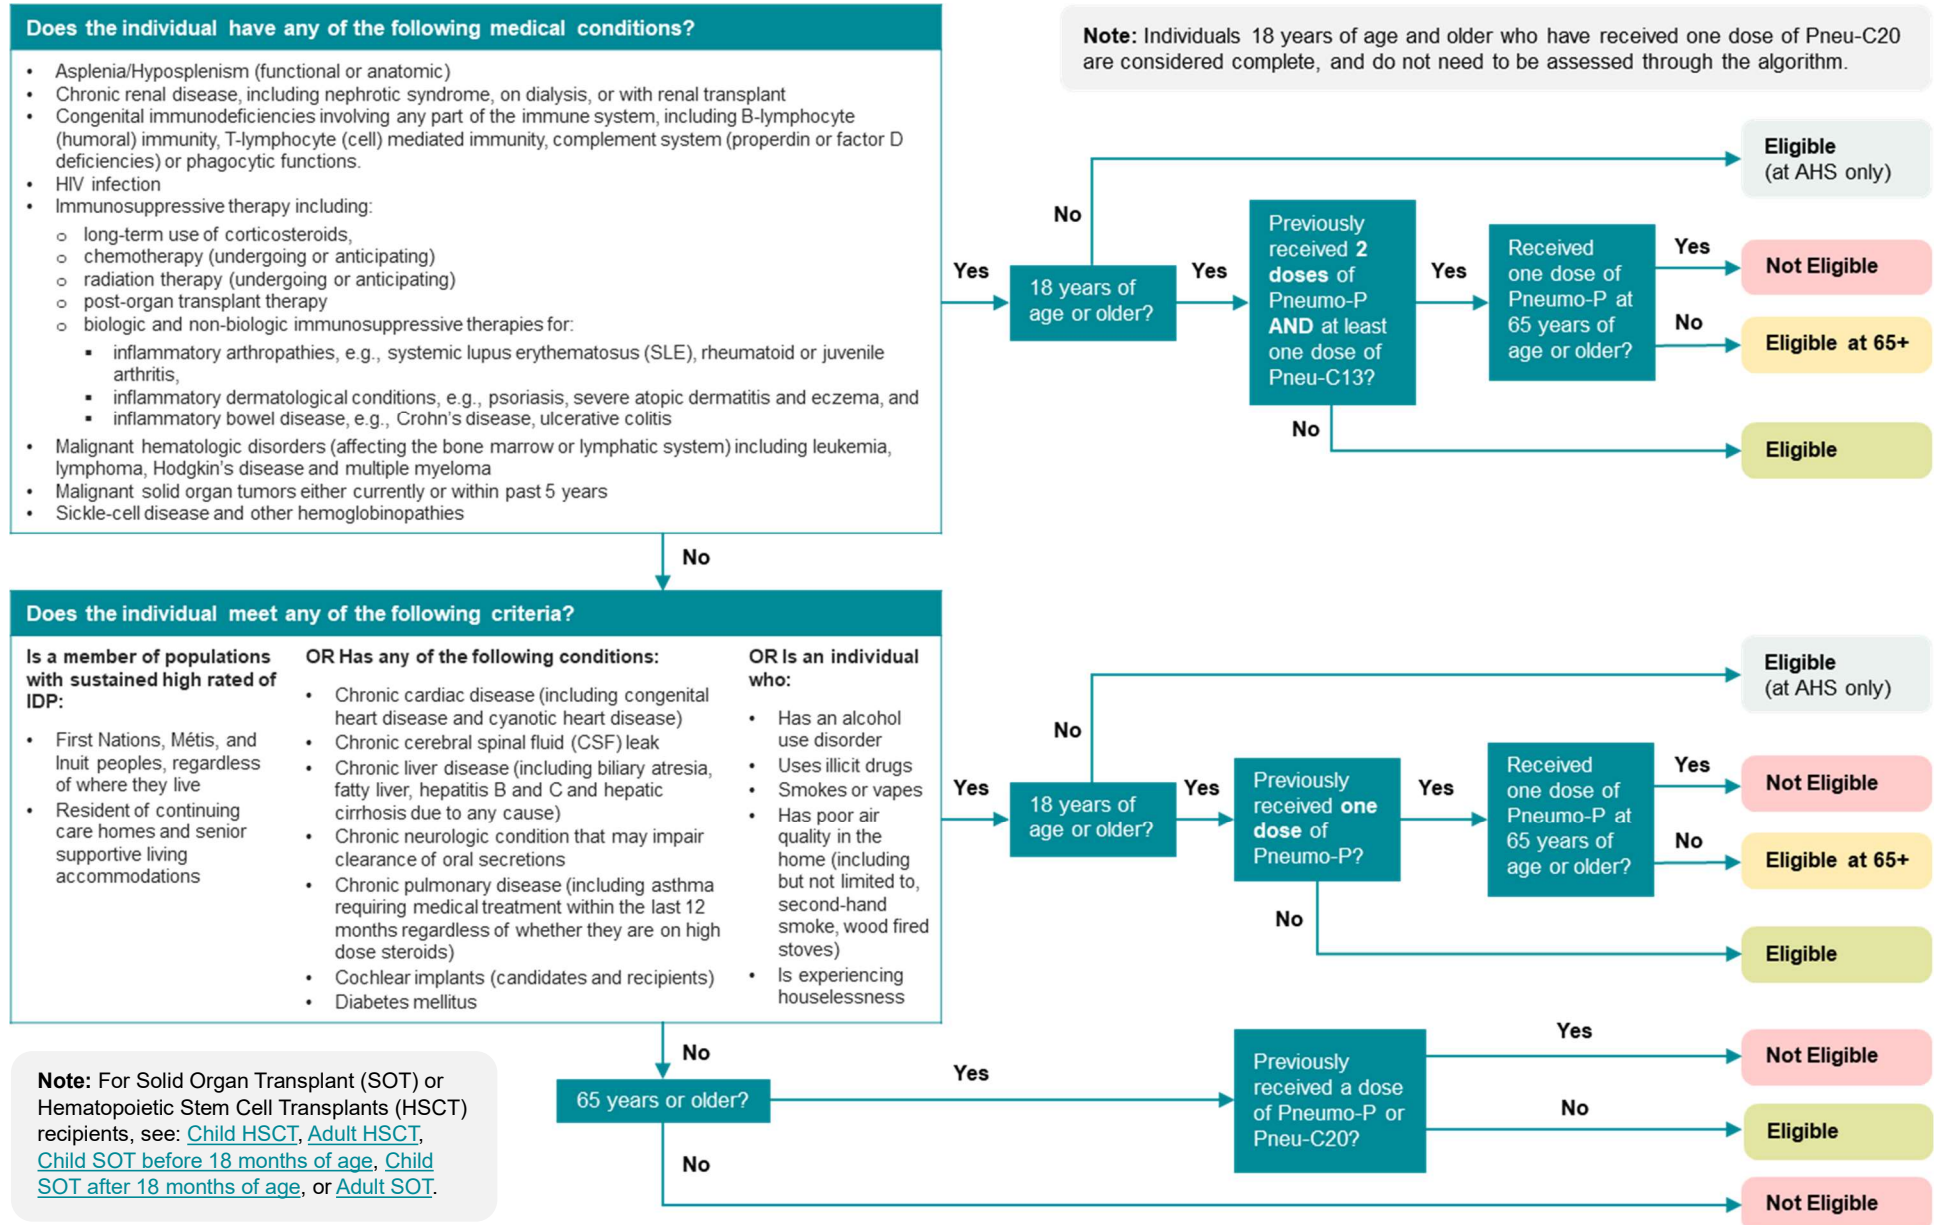 Does the individual have any of the following medical conditions?
• Asplenia/Hyposplenism (functional or anatomic)
• Chronic renal disease, including nephrotic syndrome, on dialysis, or with renal transplant
• Congenital immunodeficiencies involving any part of the immune system, including B-lymphocyte
(humoral) immunity, T-lymphocyte (cell) mediated immunity, complement system (properdin or factor D
deficiencies) or phagocytic functions.
• HIV infection
• Immunosuppressive therapy including:
o long-term use of corticosteroids,
o chemotherapy (undergoing or anticipating)
o radiation therapy (undergoing or anticipating)
o post-organ transplant therapy
o biologic and non-biologic immunosuppressive therapies for:
▪ inflammatory arthropathies, e.g., systemic lupus erythematosus (SLE), rheumatoid or juvenile
arthritis,
▪ inflammatory dermatological conditions, e.g., psoriasis, severe atopic dermatitis and eczema, and
▪ inflammatory bowel disease, e.g., Crohn's disease, ulcerative colitis
• Malignant hematologic disorders (affecting the bone marrow or lymphatic system) including leukemia,
lymphoma, Hodgkin's disease and multiple myeloma
• Malignant solid organ tumors either currently or within past 5 years
• Sickle-cell disease and other hemoglobinopathies
Note: Individuals 18 years of age and older who have received one dose of Pneu-C20
are considered complete, and do not need to be assessed through the algorithm.
Yes
18 years of
age or older?
No
Eligible
(at AHS only)
Yes
Previously
received 2
doses of
Pneumo-P
AND at least
one dose of
Pneu-C13?
Yes
Received
one dose of
Pneumo-P at
65 years of
age or older?
Yes
Not Eligible
No
Eligible at 65+
No
Eligible
No
Does the individual meet any of the following criteria?
Is a member of populations
with sustained high rated of
IDP:
• First Nations, Métis, and
Inuit peoples, regardless
of where they live
• Resident of continuing
care homes and senior
supportive living
accommodations
OR Has any of the following conditions:
• Chronic cardiac disease (including congenital
heart disease and cyanotic heart disease)
• Chronic cerebral spinal fluid (CSF) leak
• Chronic liver disease (including biliary atresia,
fatty liver, hepatitis B and C and hepatic
cirrhosis due to any cause)
• Chronic neurologic condition that may impair
clearance of oral secretions
• Chronic pulmonary disease (including asthma
requiring medical treatment within the last 12
months regardless of whether they are on high
dose steroids)
• Cochlear implants (candidates and recipients)
• Diabetes mellitus
OR Is an individual
who:
• Has an alcohol
use disorder
• Uses illicit drugs
• Smokes or vapes
• Has poor air
quality in the
home (including
but not limited to,
second-hand
smoke, wood fired
stoves)
• Is experiencing
houselessness
Yes
18 years of
age or older?
No
Eligible
(at AHS only)
Yes
Previously
received one
dose of
Pneumo-P?
Yes
Received
one dose of
Pneumo-P at
65 years of
age or older?
Yes
Not Eligible
No
Eligible at 65+
No
Eligible
No
65 years or older?
Yes
Previously
received a dose
of Pneumo-P or
Pneu-C20?
Yes
Not Eligible
No
Eligible
No
Not Eligible
Note: For Solid Organ Transplant (SOT) or
Hematopoietic Stem Cell Transplants (HSCT)
recipients, see: Child HSCT, Adult HSCT,
Child SOT before 18 months of age, Child
SOT after 18 months of age, or Adult SOT.